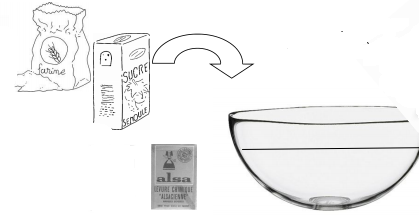 farine
SUCRE
SEMOULE
alsa
LEVURE CHIMIQUE
"ALSACIENNE"